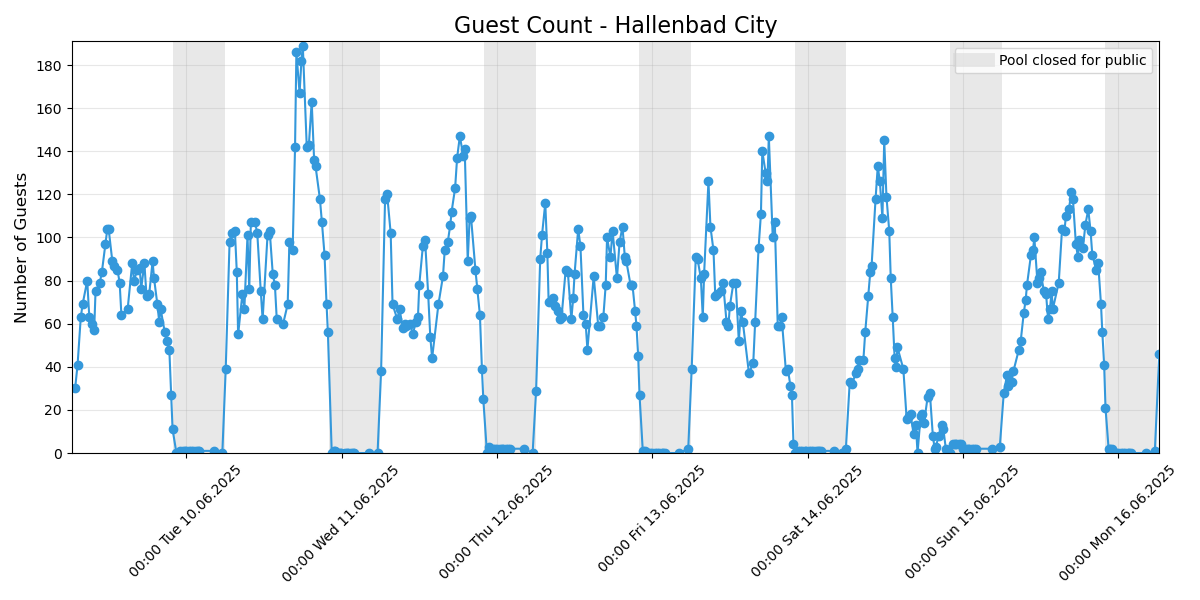 Guest Count - Hallenbad City
Pool closed for public
Number of Guests
180
160
140
120
100
80
60
40
20
0
00:00 Tue 10.06.2025
00:00 Wed 11.06.2025
00:00 Thu 12.06.2025
00:00 Fri 13.06.2025
00:00 Sat 14.06.2025
00:00 Sun 15.06.2025
00:00 Mon 16.06.2025